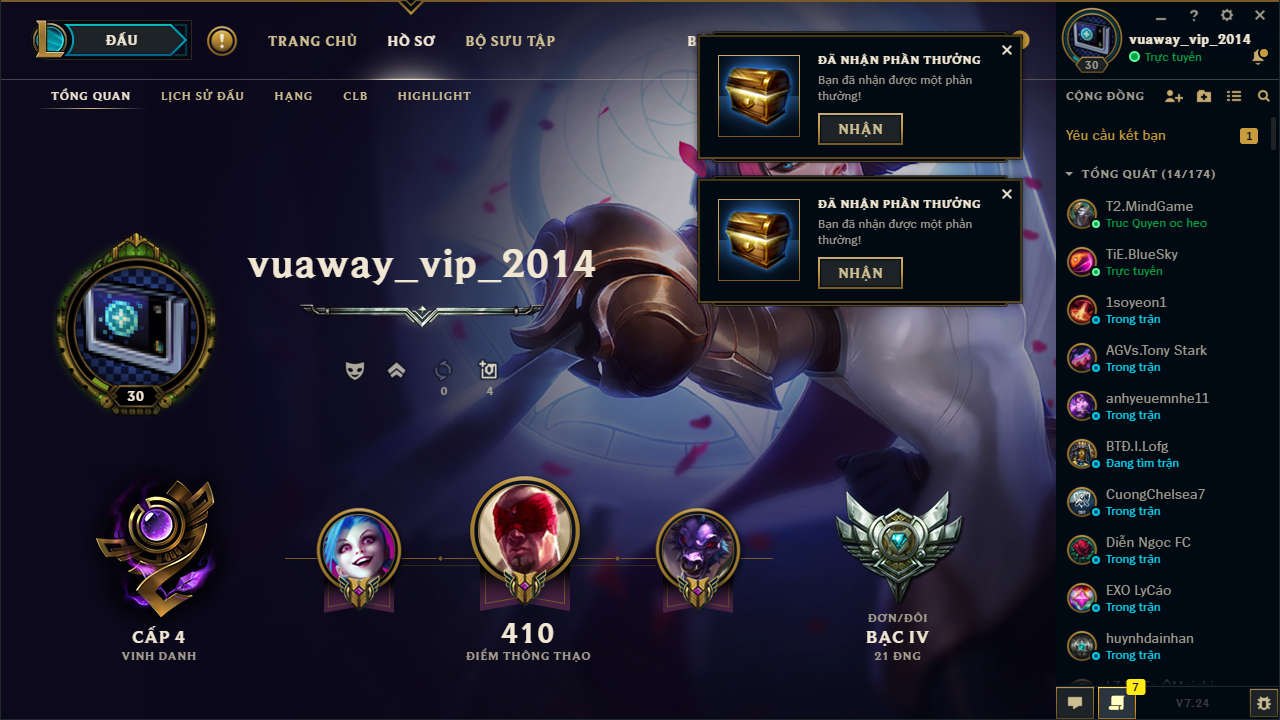 ĐẤU
!
TRANG CHỦ
HỒ SƠ
BỘ SƯU TẬP
TỔNG QUAN
LỊCH SỬ ĐẤU
HẠNG
CLB
HIGHLIGHT
ĐÃ NHẬN PHẦN THƯỞNG
Bạn đã nhận được một phần
thưởng!
NHẬN
ĐÃ NHẬN PHẦN THƯỞNG
Bạn đã nhận được một phần
thưởng!
NHẬN
vuaway_vip_2014
30
0
4
CẤP 4
VINH DANH
410
ĐIỂM THÔNG THẠO
ĐƠN/ĐÔI
BẠC IV
21 ĐNG
?
vuaway_vip_2014
Trực tuyến
30
CỘNG ĐỒNG
Yêu cầu kết bạn
1
TỔNG QUÁT (14/174)
T2.MindGame
Truc Quyen oc heo
TiE.BlueSky
Trực tuyến
1soyeon1
Trong trận
AGVs.Tony Stark
Trong trận
anhyeuemnhe11
Trong trận
BTĐ.I.Lofg
Đang tìm trận
CuongChelsea7
Trong trận
Diễn Ngọc FC
Trong trận
EXO LyCáo
Trong trận
huynhdainhan
Trong trận
7
V7.24